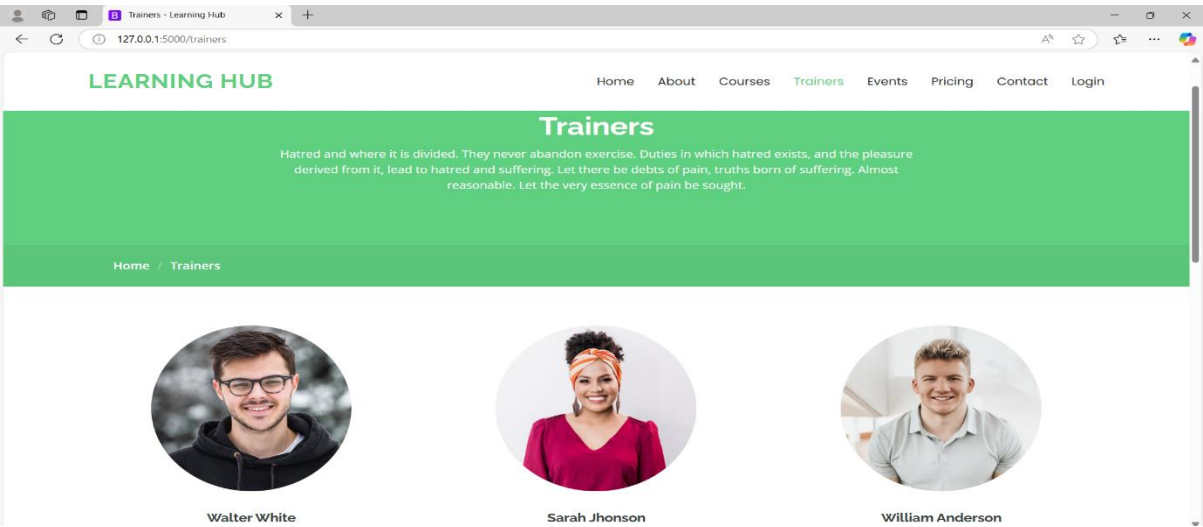 Trainers - Learning Hub
127.0.0.1:5000/trainers
LEARNING HUB
Home About Courses Trainers Events Pricing Contact Login
Trainers
Hatred and where it is divided. They never abandon exercise. Duties in which hatred exists, and the pleasure
derived from it, lead to hatred and suffering. Let there be debts of pain, truths born of suffering. Almost
reasonable. Let the very essence of pain be sought.
Home / Trainers
Walter White Sarah Jhonson William Anderson